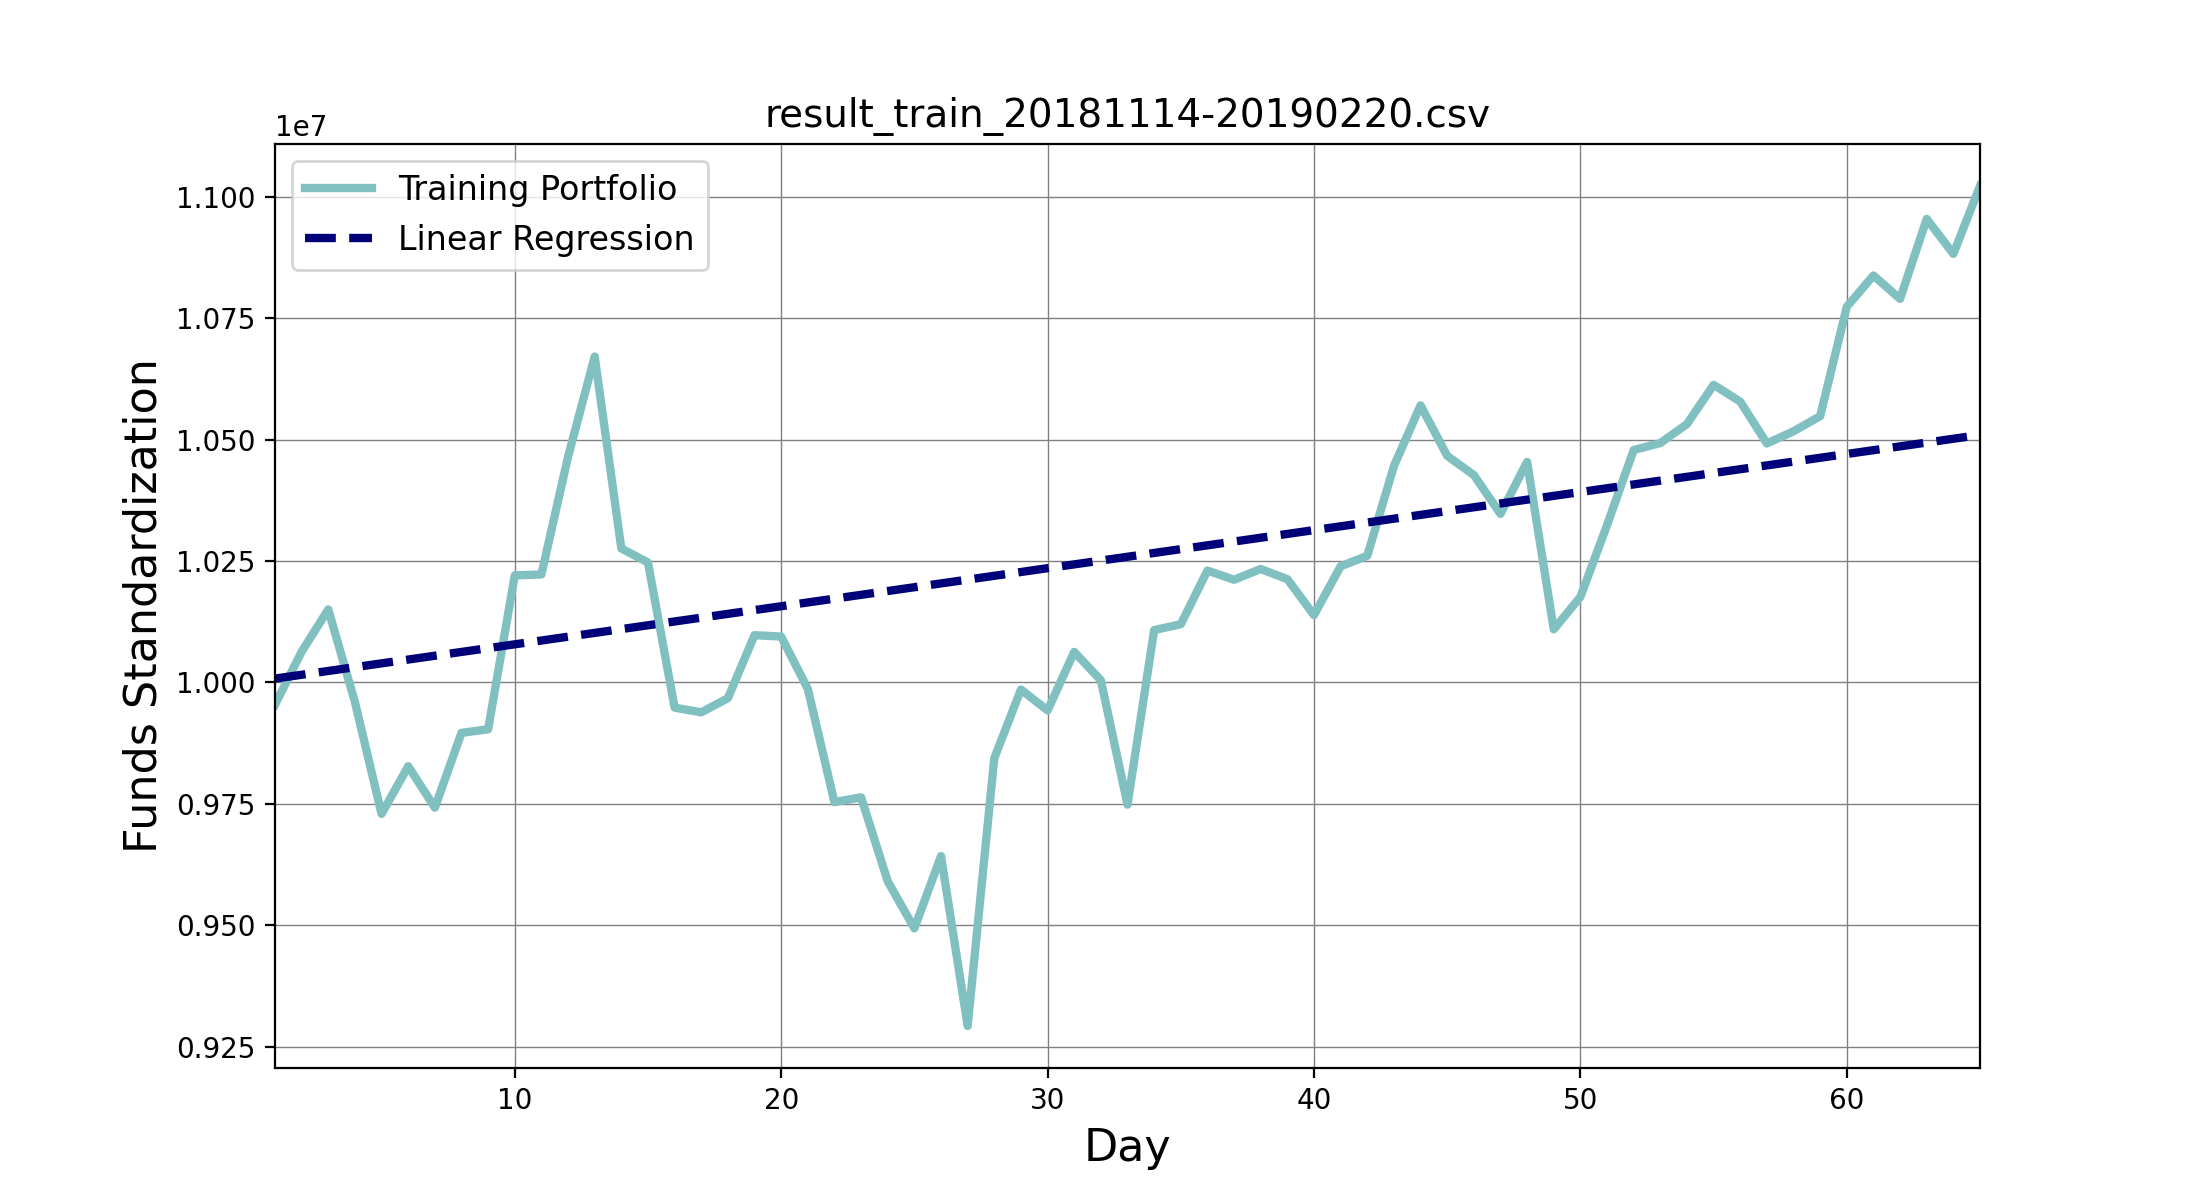 result_train_20181114-20190220.csv
1e7
Training Portfolio
Linear Regression
1.100
1.075
1.050
1.025
1.000
0.975
0.950
0.925
Funds Standardization
10 20 30 40 50 60
Day